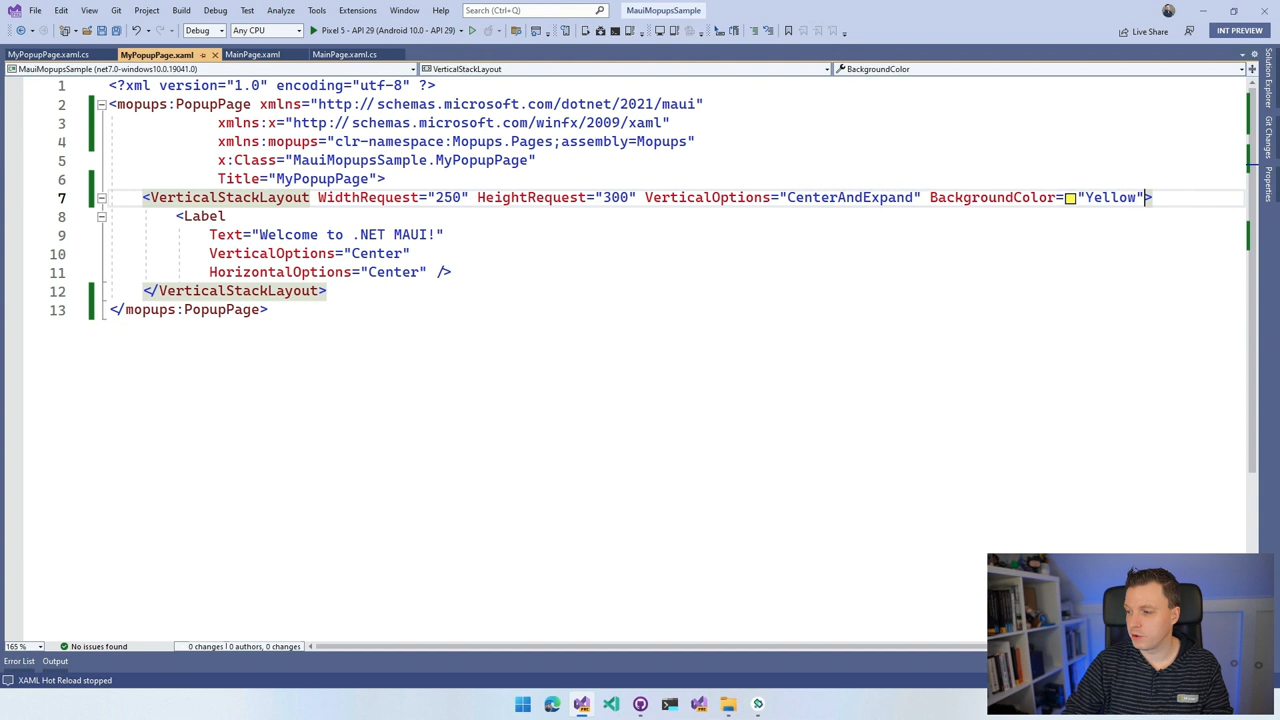 File Edit View Git Project Build Debug Test Analyze Tools Extensions Window Help Search (Ctrl+Q) MauiMopupsSample
Debug Any CPU Pixel 5 - API 29 (Android 10.0 - API 29) Live Share INT PREVIEW
MyPopupPage.xaml.cs MyPopupPage.xaml MainPage.xaml MainPage.xaml.cs
MauiMopupsSample (net7.0-windows10.0.19041.0) VerticalStackLayout BackgroundColor
1 <?xml version="1.0" encoding="utf-8" ?>
2 <mopups:PopupPage xmlns="http://schemas.microsoft.com/dotnet/2021/maui"
3 xmlns:x="http://schemas.microsoft.com/winfx/2009/xaml"
4 xmlns:mopups="clr-namespace:Mopups.Pages;assembly=Mopups"
5 x:Class="MauiMopupsSample.MyPopupPage"
6 Title="MyPopupPage">
7 <VerticalStackLayout WidthRequest="250" HeightRequest="300" VerticalOptions="CenterAndExpand" BackgroundColor="Yellow">
8 <Label
9 Text="Welcome to .NET MAUI!"
10 VerticalOptions="Center"
11 HorizontalOptions="Center" />
12 </VerticalStackLayout>
13 </mopups:PopupPage>
Solution Explorer
Git Changes
Properties
165 % No issues found 0 changes | 0 authors, 0 changes
Error List Output
XAML Hot Reload stopped